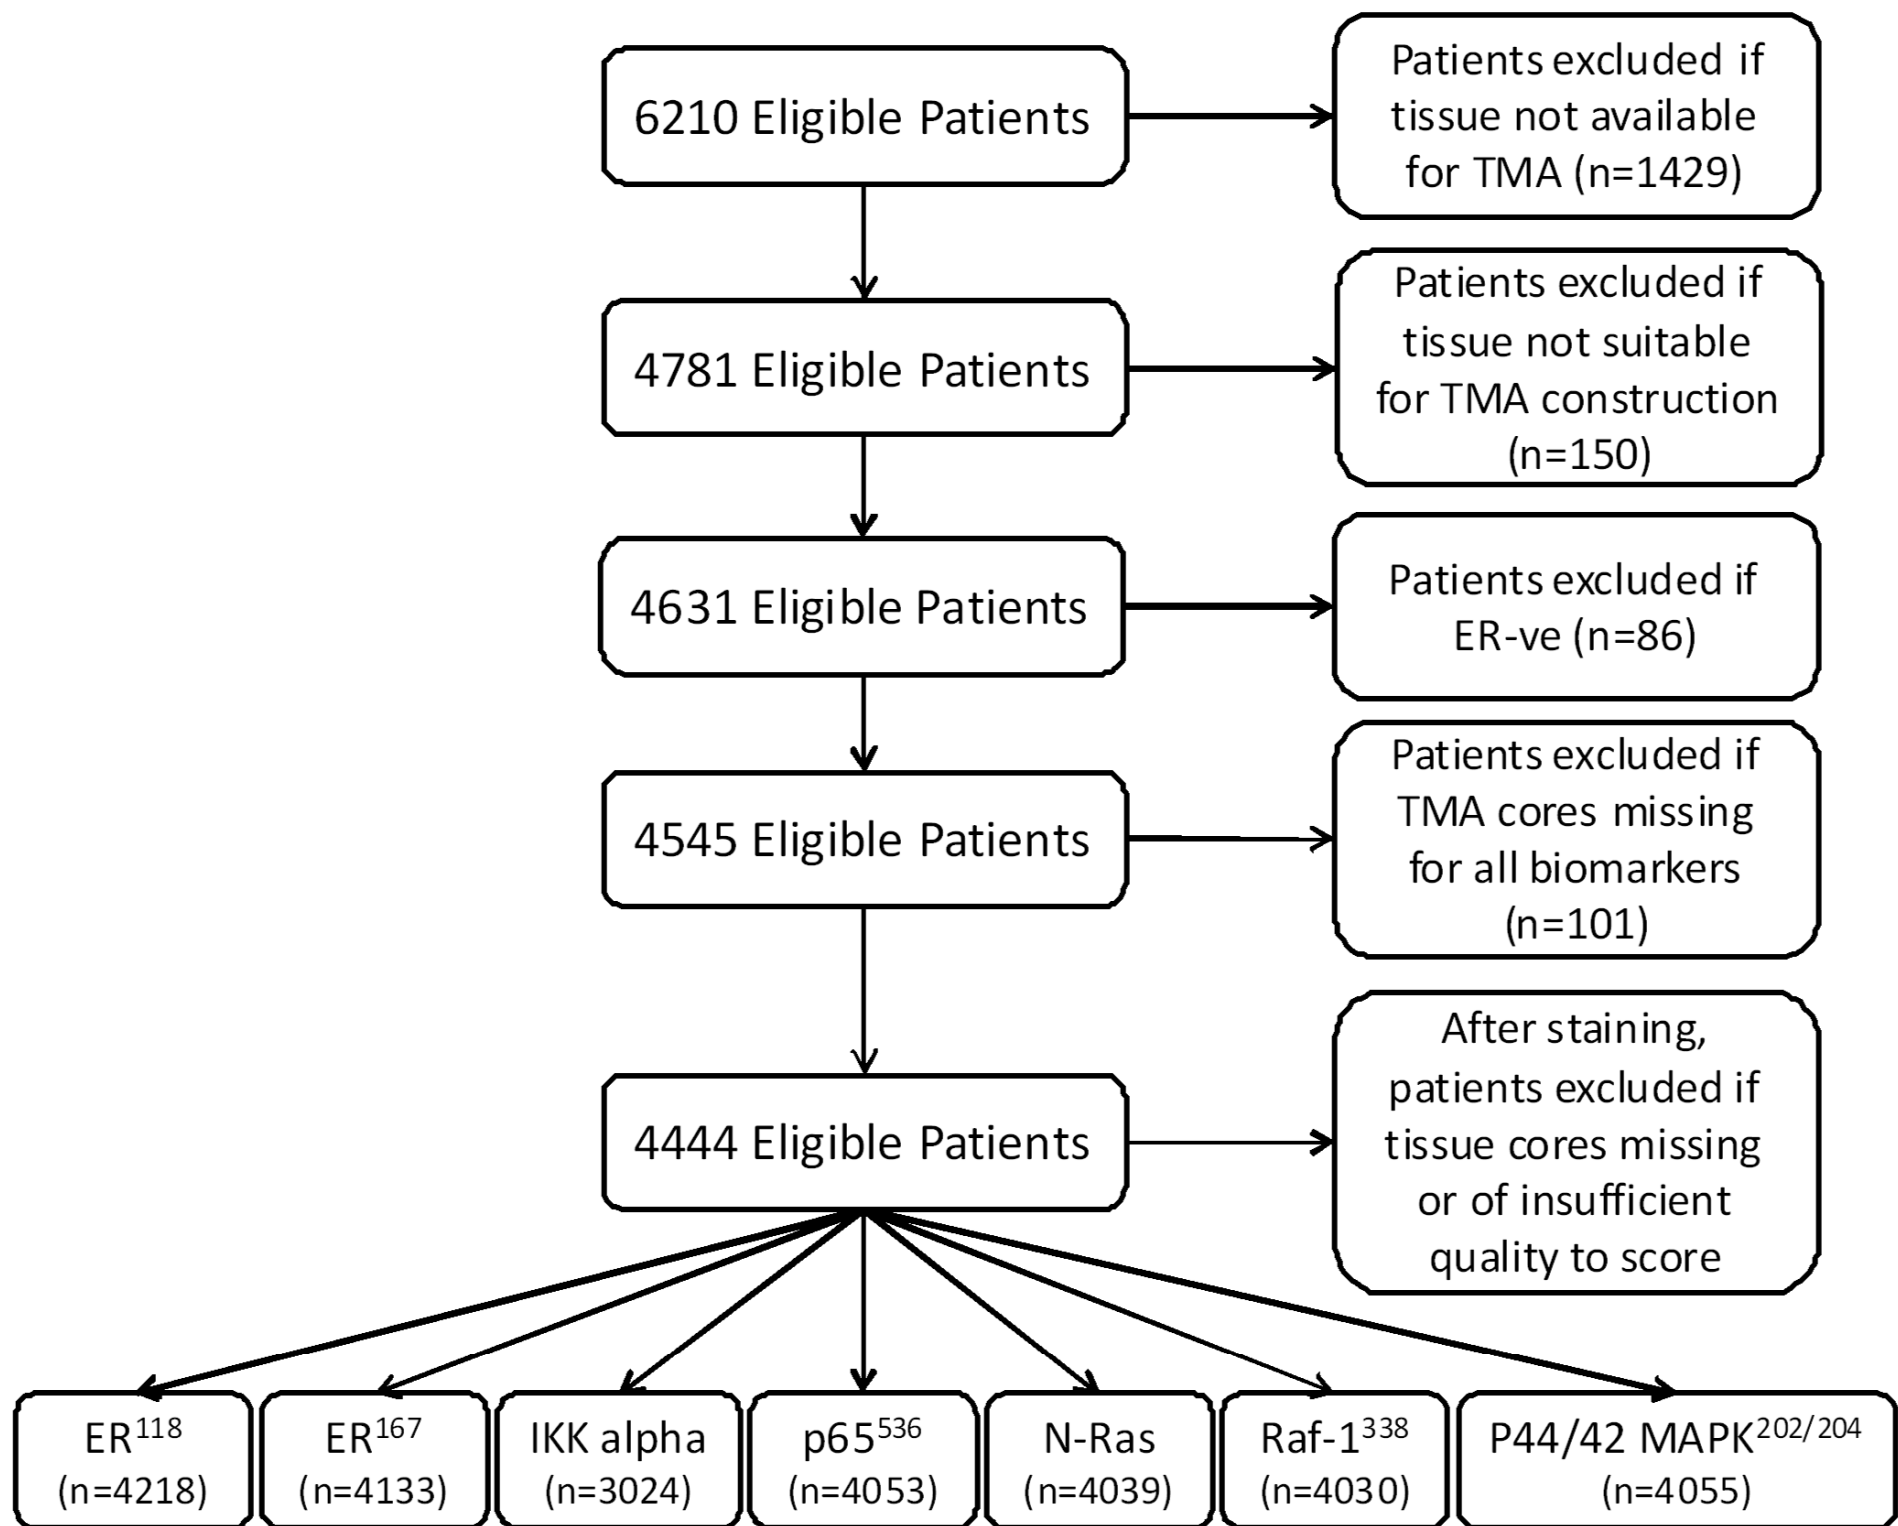 6210 Eligible Patients
Patients excluded if
tissue not available
for TMA (n=1429)
4781 Eligible Patients
Patients excluded if
tissue not suitable
for TMA construction
(n=150)
4631 Eligible Patients
Patients excluded if
ER-ve (n=86)
4545 Eligible Patients
Patients excluded if
TMA cores missing
for all biomarkers
(n=101)
4444 Eligible Patients
After staining,
patients excluded if
tissue cores missing
or of insufficient
quality to score
ER¹¹⁸
(n=4218)
ER¹⁶⁷
(n=4133)
IKK alpha
(n=3024)
p65⁵³⁶
(n=4053)
N-Ras
(n=4039)
Raf-1³³⁸
(n=4030)
P44/42 MAPK²⁰²/²⁰⁴
(n=4055)